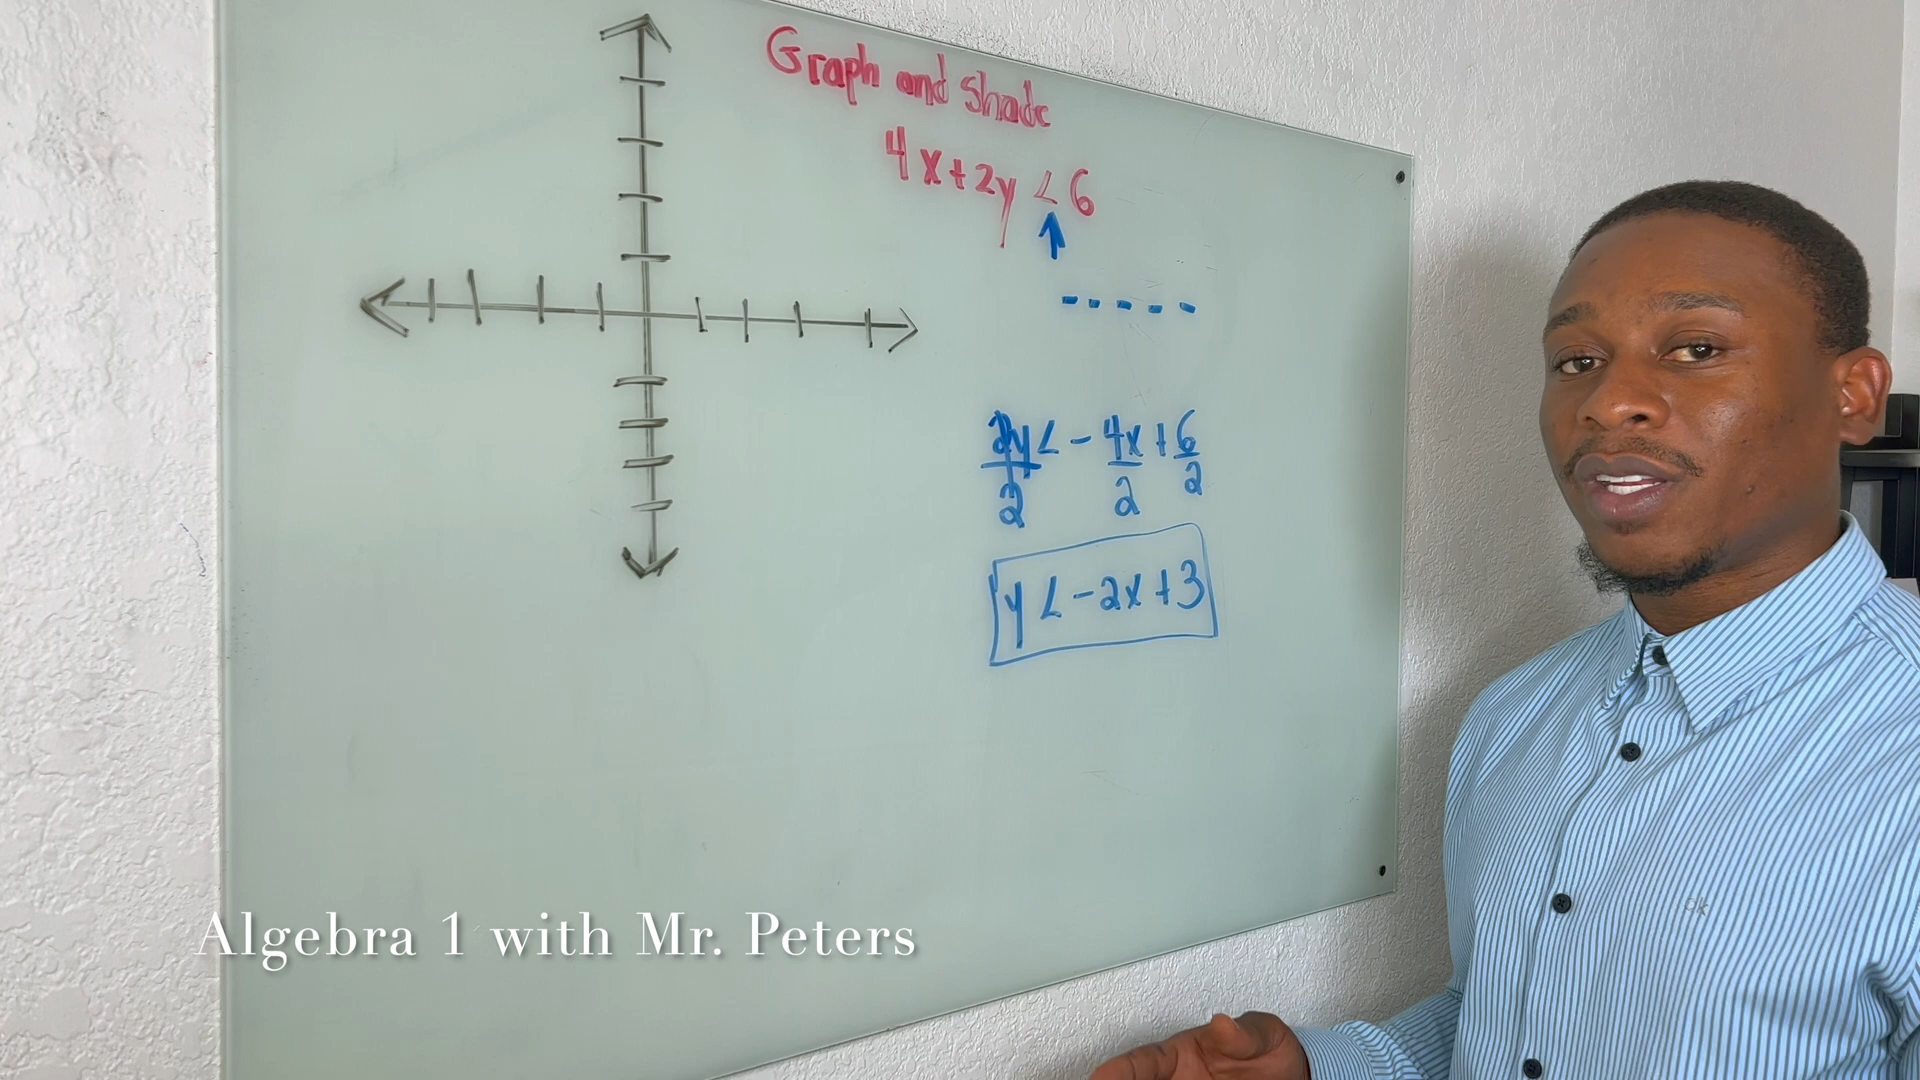 Graph and Shade
4x+2y < 6
2y < -4x + 6
2 2 2
y < -2x + 3
Algebra 1 with Mr. Peters
ck